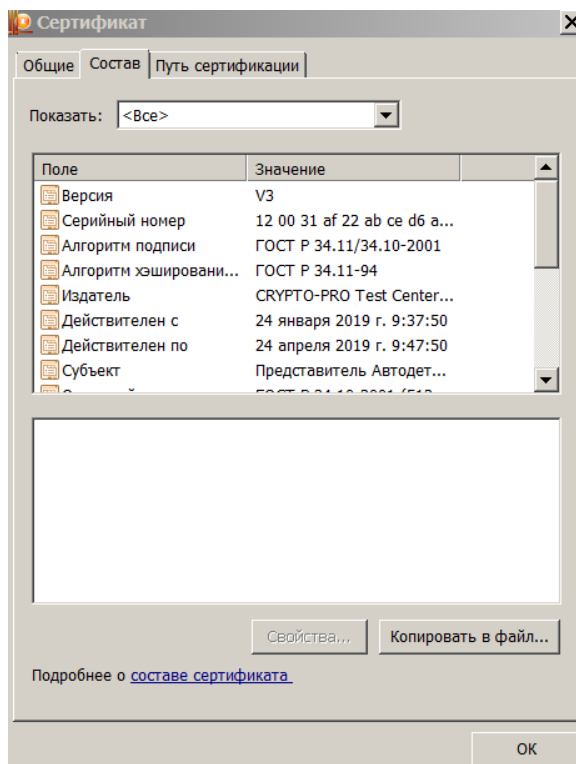 Сертификат
Общие Состав Путь сертификации
Показать: <Все>
Поле Значение
Версия V3
Серийный номер 12 00 31 af 22 ab ce d6 a...
Алгоритм подписи ГОСТ Р 34.11/34.10-2001
Алгоритм хэшировани... ГОСТ Р 34.11-94
Издатель CRYPTO-PRO Test Center...
Действителен с 24 января 2019 г. 9:37:50
Действителен по 24 апреля 2019 г. 9:47:50
Субъект Представитель Автодет...
Свойства... Копировать в файл...
Подробнее о составе сертификата
ОК